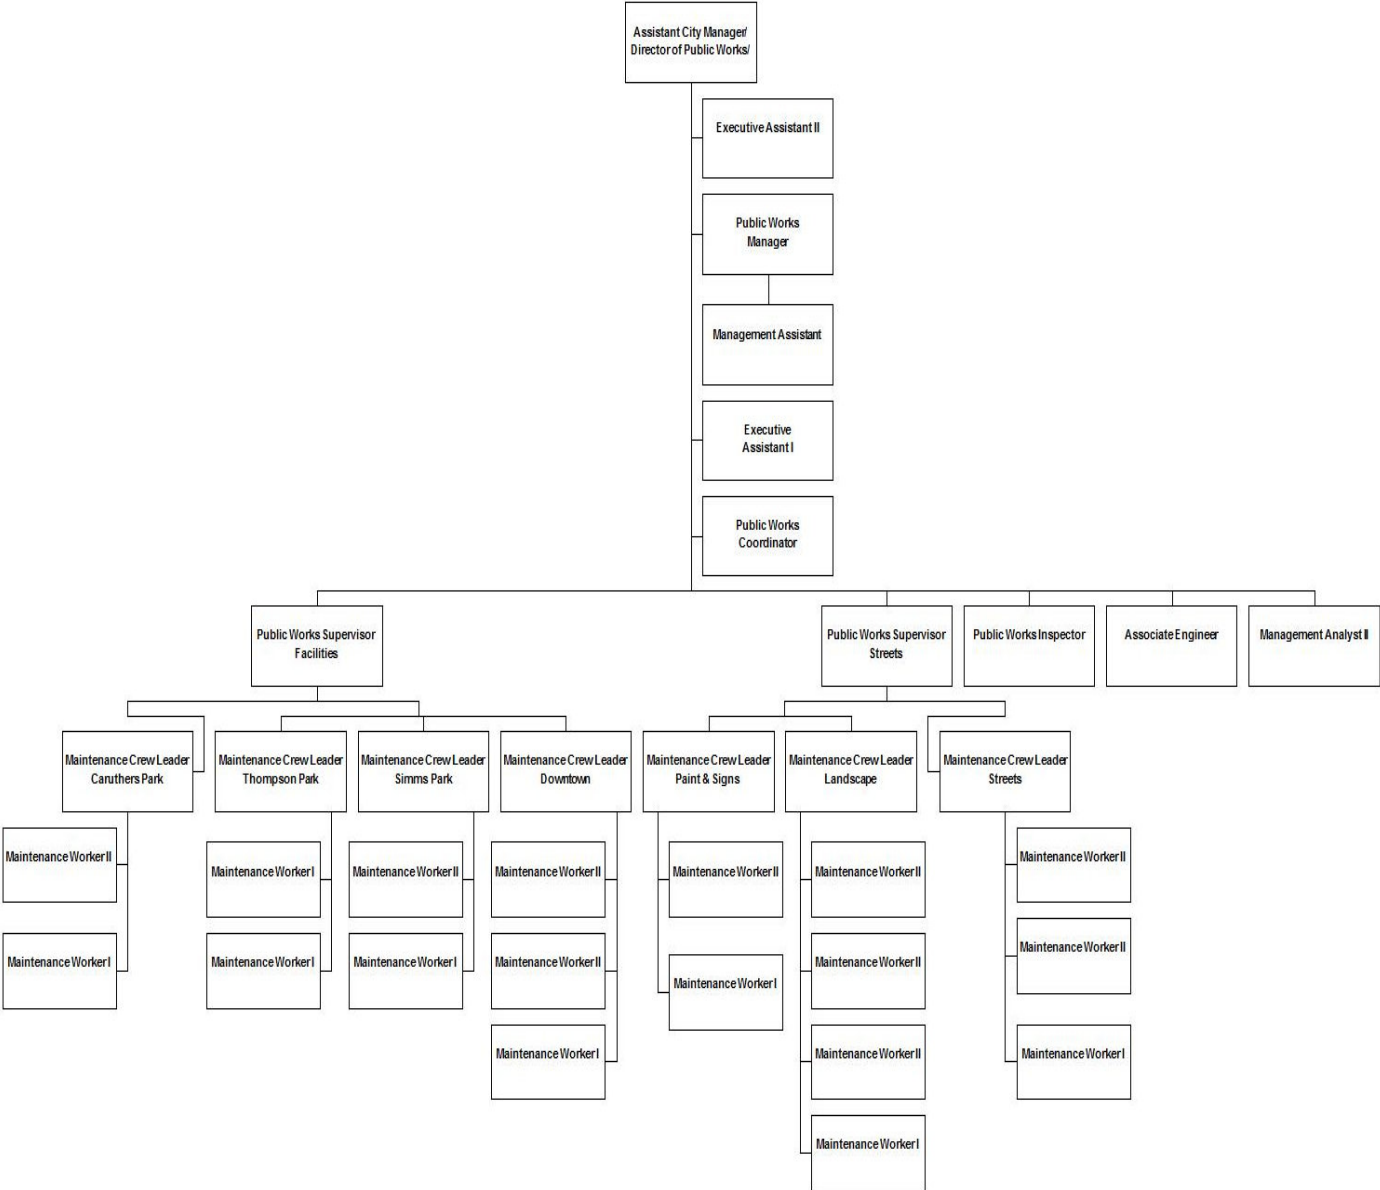 Assistant City Manager/
Director of Public Works/
Executive Assistant II
Public Works
Manager
Management Assistant
Executive
Assistant I
Public Works
Coordinator
Public Works Supervisor
Facilities
Public Works Supervisor
Streets
Public Works Inspector
Associate Engineer
Management Analyst II
Maintenance Crew Leader
Caruthers Park
Maintenance Crew Leader
Thompson Park
Maintenance Crew Leader
Simms Park
Maintenance Crew Leader
Downtown
Maintenance Crew Leader
Paint & Signs
Maintenance Crew Leader
Landscape
Maintenance Crew Leader
Streets
Maintenance Worker II
Maintenance Worker I
Maintenance Worker I
Maintenance Worker I
Maintenance Worker II
Maintenance Worker I
Maintenance Worker II
Maintenance Worker II
Maintenance Worker I
Maintenance Worker II
Maintenance Worker I
Maintenance Worker II
Maintenance Worker II
Maintenance Worker II
Maintenance Worker I
Maintenance Worker II
Maintenance Worker II
Maintenance Worker I